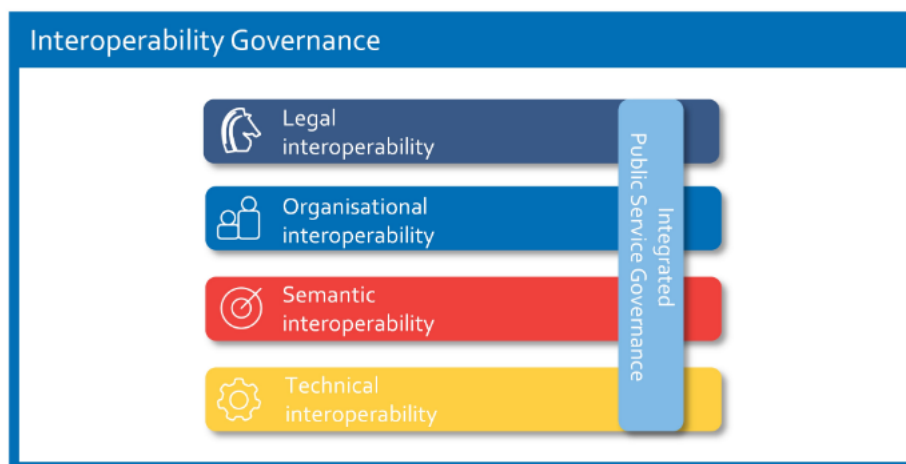 Interoperability Governance
Legal
interoperability
Organisational
interoperability
Semantic
interoperability
Technical
interoperability
Integrated
Public Service Governance